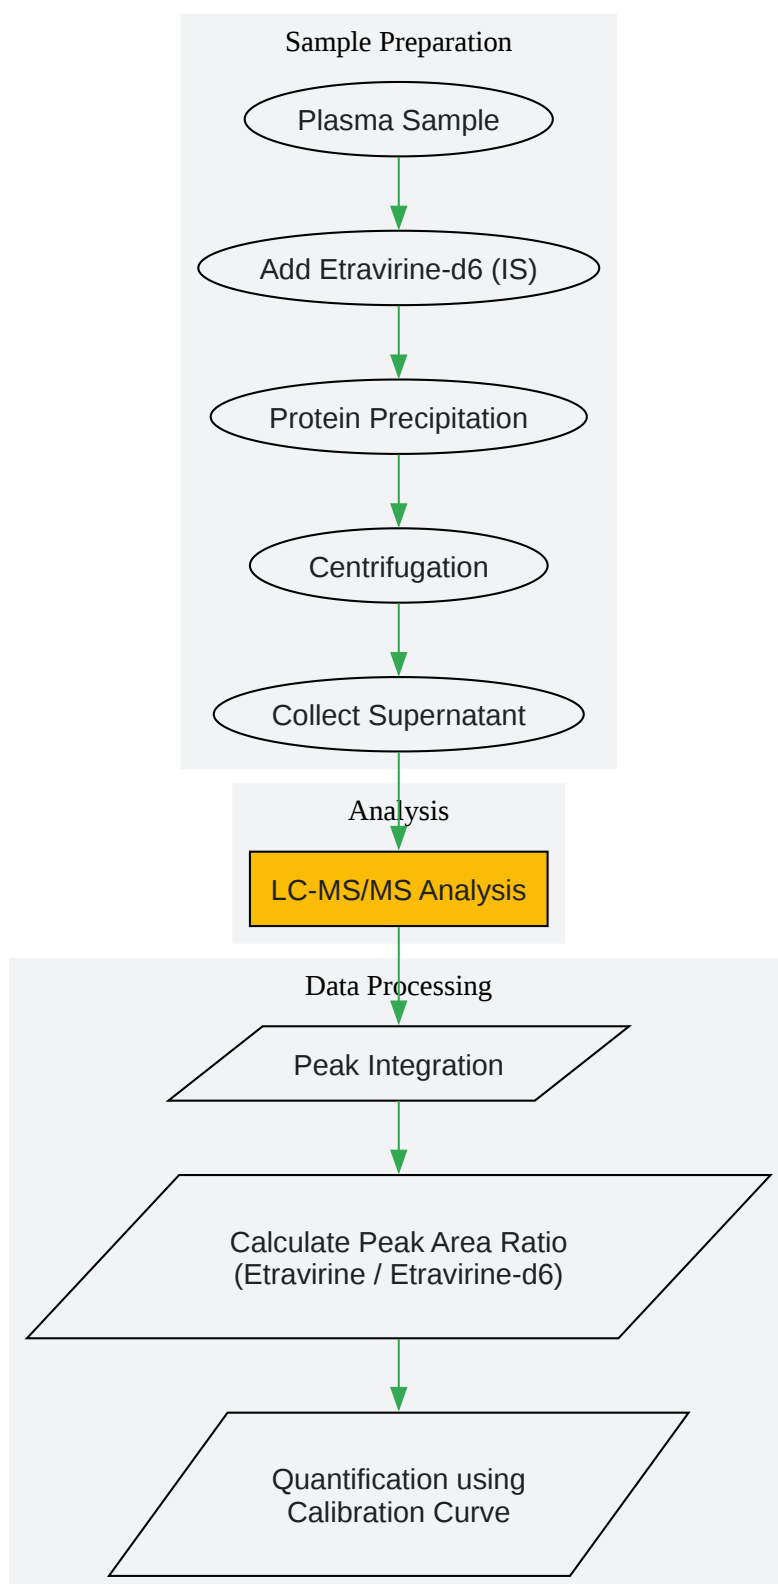 Sample Preparation
Plasma Sample
Add Etravirine-d6 (IS)
Protein Precipitation
Centrifugation
Collect Supernatant
Analysis
LC-MS/MS Analysis
Data Processing
Peak Integration
Calculate Peak Area Ratio
(Etravirine / Etravirine-d6)
Quantification using
Calibration Curve